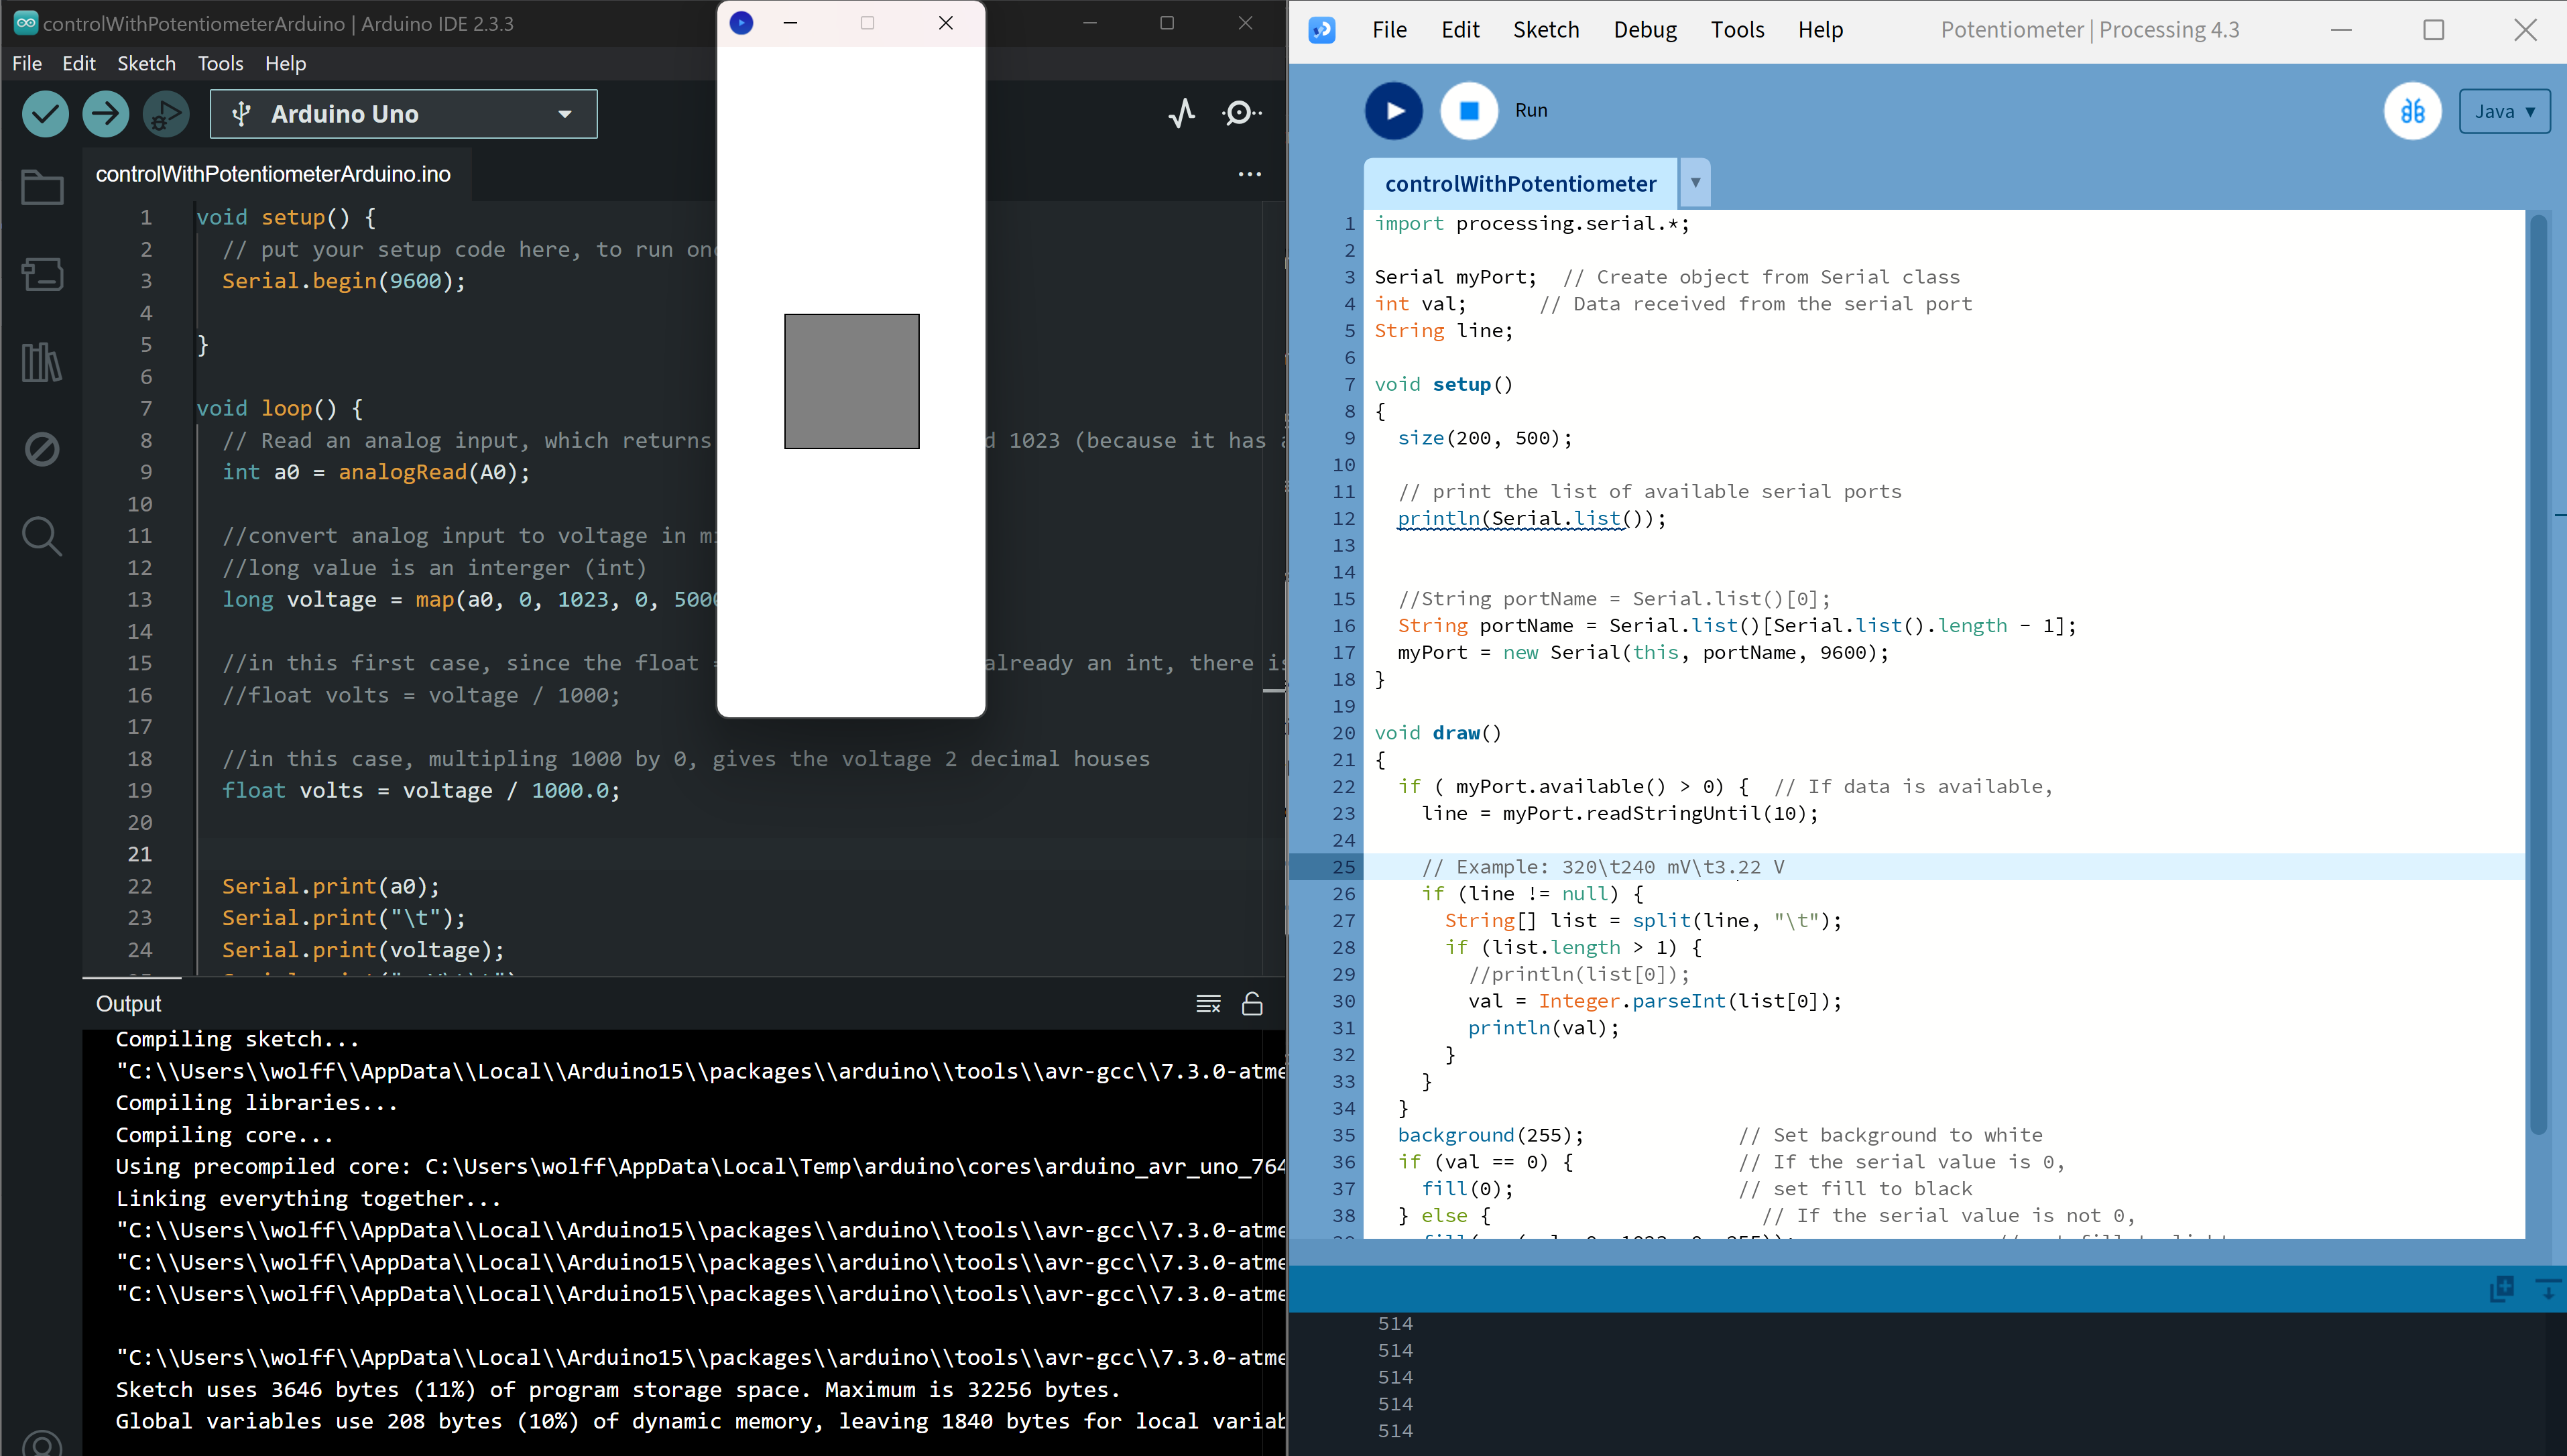 controlWithPotentiometerArduino | Arduino IDE 2.3.3
File Edit Sketch Tools Help
Arduino Uno
controlWithPotentiometerArduino.ino
1 void setup() {
2 // put your setup code here, to run
3 Serial.begin(9600);
4
5 }
6
7 void loop() {
8 // Read an analog input, which returns 1023 (because it has
9 int a0 = analogRead(A0);
10
11 //convert analog input to voltage in
12 //long value is an interger (int)
13 long voltage = map(a0, 0, 1023, 0,
14
15 //in this first case, since the float already an int, there
16 //float volts = voltage / 1000;
17
18 //in this case, multipling 1000 by 0, gives the voltage 2 decimal houses
19 float volts = voltage / 1000.0;
20
21
22 Serial.print(a0);
23 Serial.print("\t");
24 Serial.print(voltage);
Output
Compiling sketch...
"C:\\Users\\wolff\\AppData\\Local\\Arduino15\\packages\\arduino\\tools\\avr-gcc\\7.3.0-atme
Compiling libraries...
Compiling core...
Using precompiled core: C:\Users\wolff\AppData\Local\Temp\arduino\cores\arduino_avr_uno_764
Linking everything together...
"C:\\Users\\wolff\\AppData\\Local\\Arduino15\\packages\\arduino\\tools\\avr-gcc\\7.3.0-atme
"C:\\Users\\wolff\\AppData\\Local\\Arduino15\\packages\\arduino\\tools\\avr-gcc\\7.3.0-atme
"C:\\Users\\wolff\\AppData\\Local\\Arduino15\\packages\\arduino\\tools\\avr-gcc\\7.3.0-atme
"C:\\Users\\wolff\\AppData\\Local\\Arduino15\\packages\\arduino\\tools\\avr-gcc\\7.3.0-atme
Sketch uses 3646 bytes (11%) of program storage space. Maximum is 32256 bytes.
Global variables use 208 bytes (10%) of dynamic memory, leaving 1840 bytes for local variab
File Edit Sketch Debug Tools Help Potentiometer | Processing 4.3
Run
Java ▼
controlWithPotentiometer ▼
1 import processing.serial.*;
2
3 Serial myPort; // Create object from Serial class
4 int val; // Data received from the serial port
5 String line;
6
7 void setup()
8 {
9 size(200, 500);
10
11 // print the list of available serial ports
12 println(Serial.list());
13
14
15 //String portName = Serial.list()[0];
16 String portName = Serial.list()[Serial.list().length - 1];
17 myPort = new Serial(this, portName, 9600);
18 }
19
20 void draw()
21 {
22 if ( myPort.available() > 0) { // If data is available,
23 line = myPort.readStringUntil(10);
24
25 // Example: 320\t240 mV\t3.22 V
26 if (line != null) {
27 String[] list = split(line, "\t");
28 if (list.length > 1) {
29 //println(list[0]);
30 val = Integer.parseInt(list[0]);
31 println(val);
32 }
33 }
34 }
35 background(255); // Set background to white
36 if (val == 0) { // If the serial value is 0,
37 fill(0); // set fill to black
38 } else { // If the serial value is not 0,
514
514
514
514
514